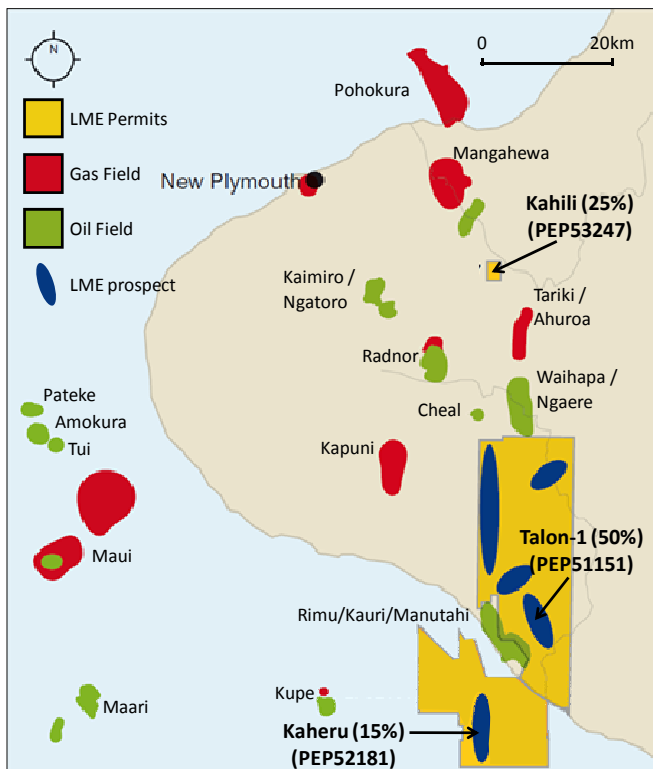 N
0 20km
LME Permits
Gas Field
Oil Field
LME prospect
Pohokura
New Plymouth
Mangahewa
Kahili (25%)
(PEP53247)
Kaimiro /
Ngatoro
Tariki /
Ahuroa
Radnor
Waihapa /
Ngaere
Cheal
Pateke
Amokura
Tui
Kapuni
Maui
Talon-1 (50%)
(PEP51151)
Rimu/Kauri/Manutahi
Maari
Kupe
Kaheru (15%)
(PEP52181)